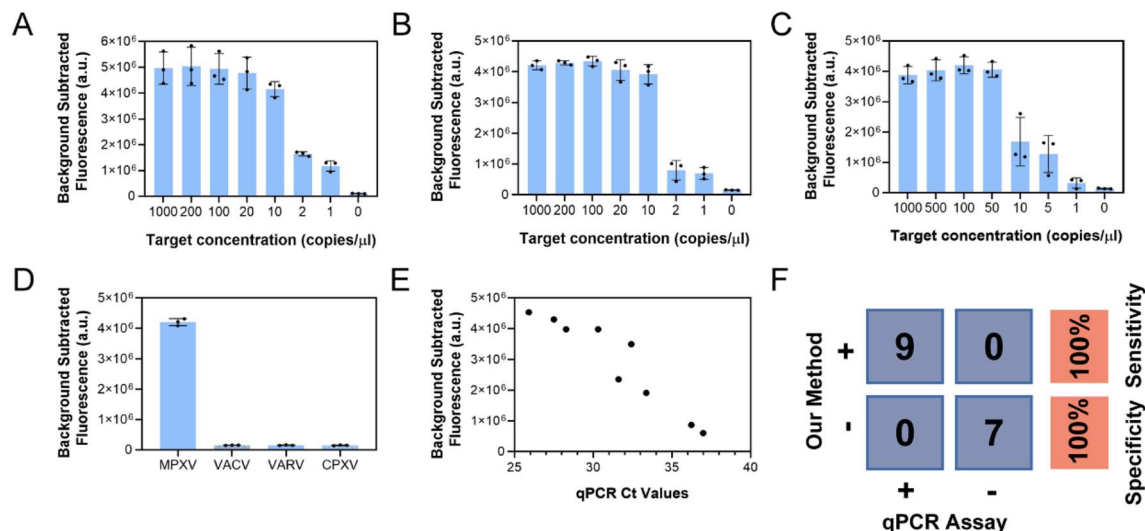 A
Background Subtracted
Fluorescence (a.u.)
6×10⁶
5×10⁶
4×10⁶
3×10⁶
2×10⁶
1×10⁶
0
1000 200 100 20 10 2 1 0
Target concentration (copies/μl)
B
Background Subtracted
Fluorescence (a.u.)
5×10⁶
4×10⁶
3×10⁶
2×10⁶
1×10⁶
0
1000 200 100 20 10 2 1 0
Target concentration (copies/μl)
C
Background Subtracted
Fluorescence (a.u.)
5×10⁶
4×10⁶
3×10⁶
2×10⁶
1×10⁶
0
1000 500 100 50 10 5 1 0
Target concentration (copies/μl)
D
Background Subtracted
Fluorescence (a.u.)
5×10⁶
4×10⁶
3×10⁶
2×10⁶
1×10⁶
0
MPXV VACV VARV CPXV
E
Background Subtracted
Fluorescence (a.u.)
5×10⁶
4×10⁶
3×10⁶
2×10⁶
1×10⁶
0
25 30 35 40
qPCR Ct Values
F
Our Method
+ 9 0 100% Sensitivity
- 0 7 100% Specificity
+ -
qPCR Assay